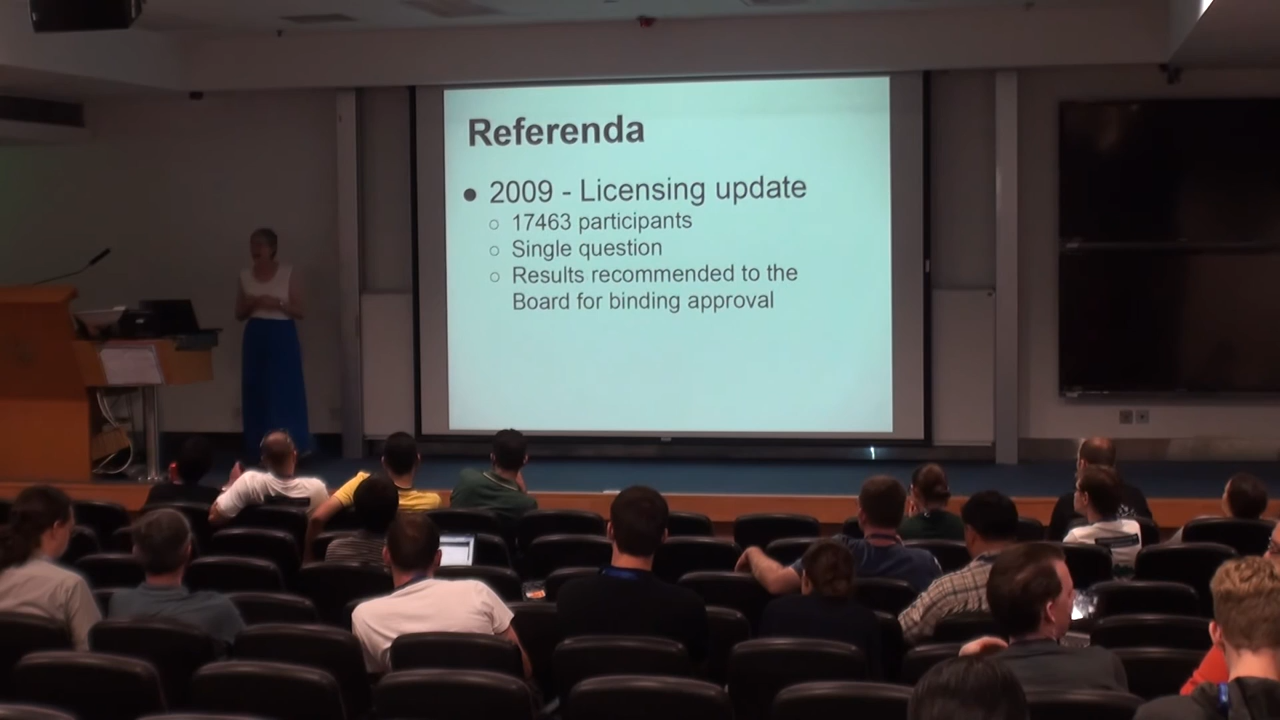 Referenda
● 2009 - Licensing update
○ 17463 participants
○ Single question
○ Results recommended to the
Board for binding approval